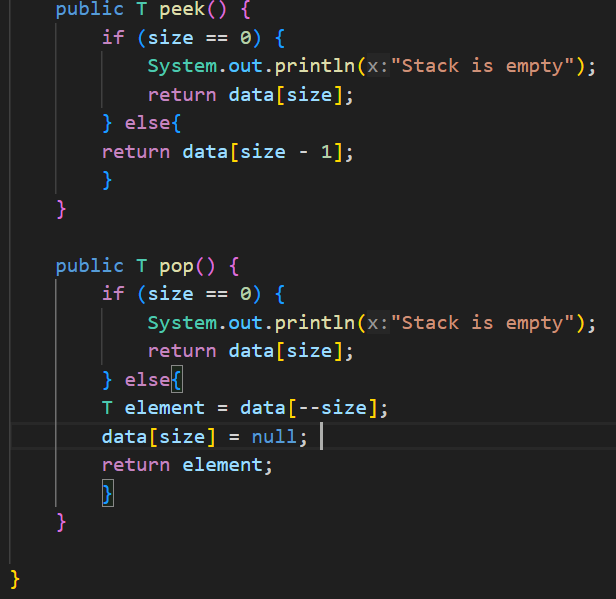 public T peek() {
if (size == 0) {
System.out.println(x:"Stack is empty");
return data[size];
} else{
return data[size - 1];
}
}
public T pop() {
if (size == 0) {
System.out.println(x:"Stack is empty");
return data[size];
} else{
T element = data[--size];
data[size] = null;
return element;
}
}
}